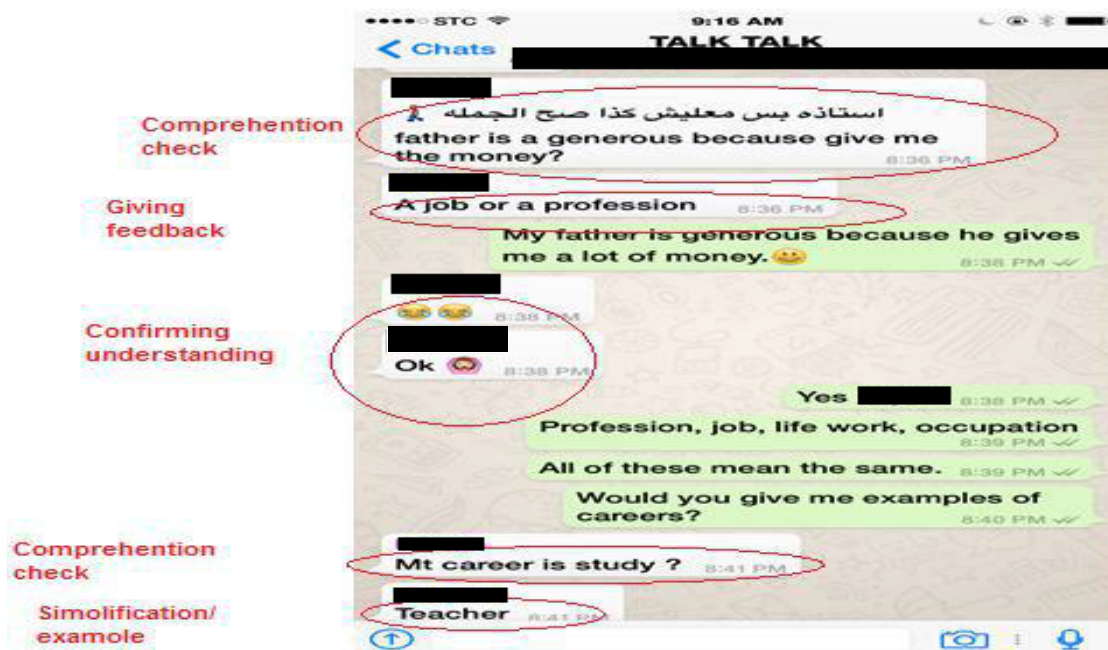 STC 9:16 AM
Chats TALK TALK
استاذه بس معليش كذا صح الجمله
father is a generous because give me
the money?
8:36 PM
Comprehention
check
A job or a profession 8:36 PM
Giving
feedback
My father is generous because he gives
me a lot of money.
8:38 PM
8:38 PM
Confirming
understanding
Ok 8:38 PM
Yes 8:38 PM
Profession, job, life work, occupation
8:39 PM
All of these mean the same. 8:39 PM
Would you give me examples of
careers?
8:40 PM
Comprehention
check
Mt career is study ? 8:41 PM
Simolification/
examole
Teacher 8:41 PM